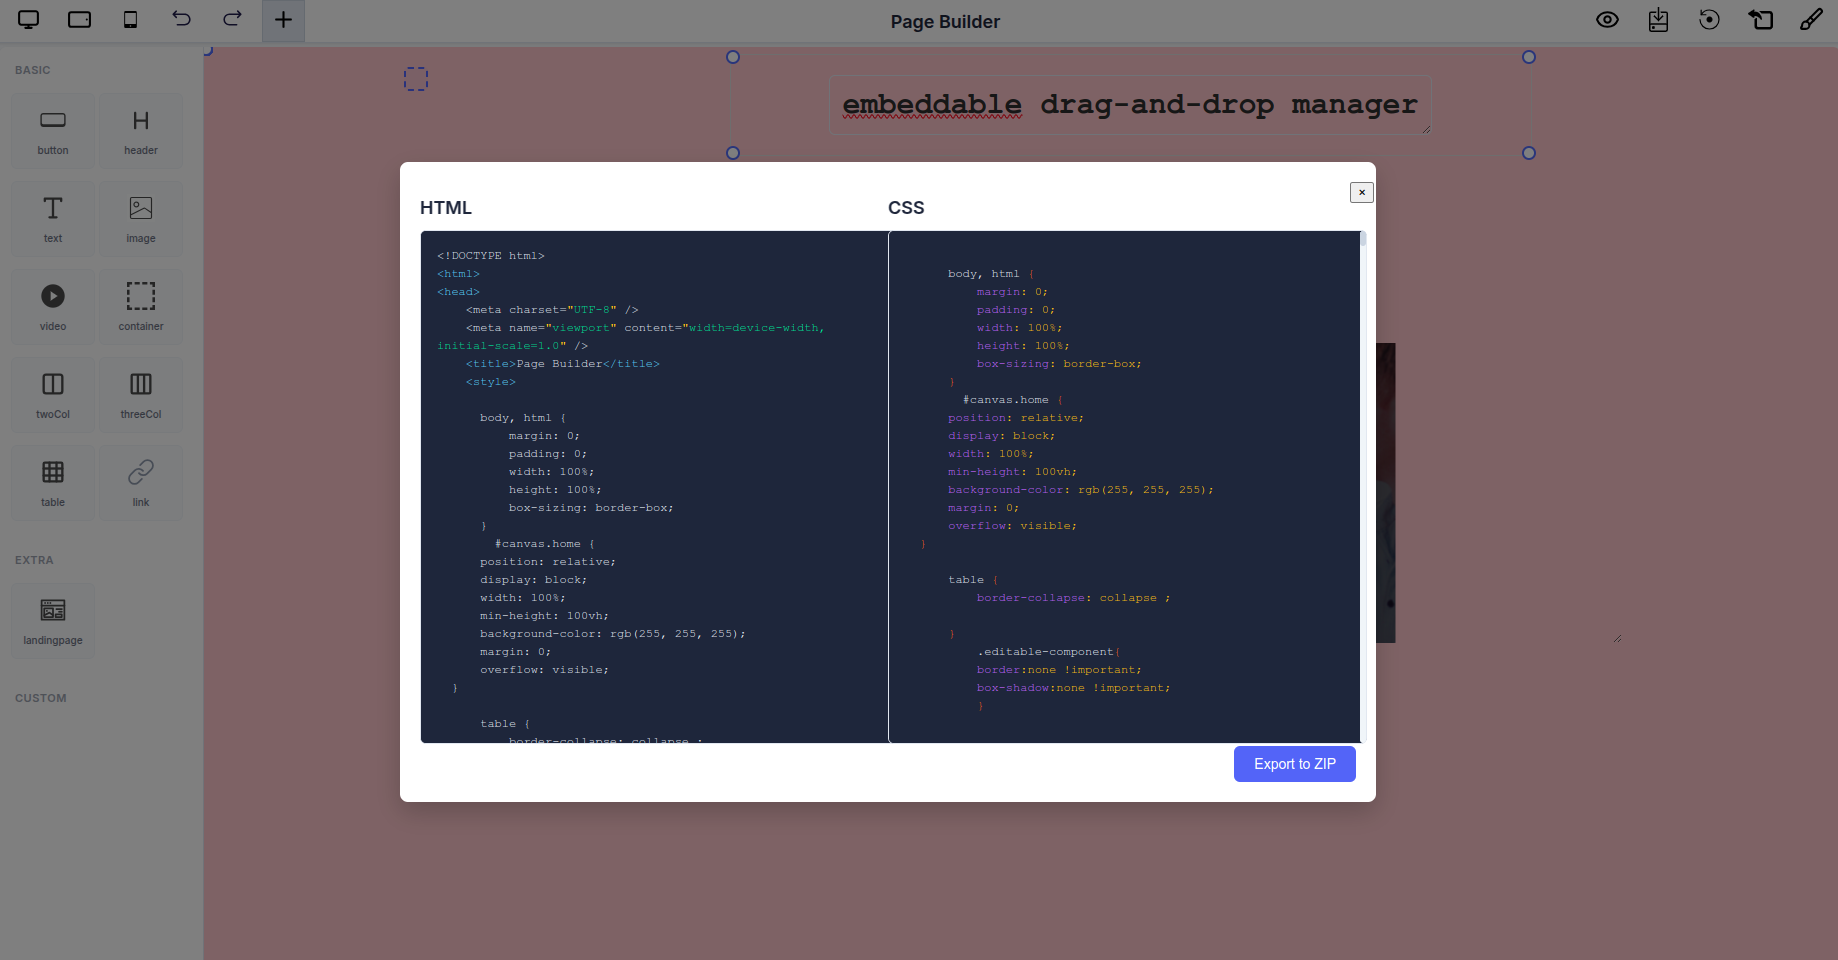 Page Builder
BASIC
button
header
text
image
video
container
twoCol
threeCol
table
link
EXTRA
landingpage
CUSTOM
embeddable drag-and-drop manager
×
HTML
<!DOCTYPE html>
<html>
<head>
<meta charset="UTF-8" />
<meta name="viewport" content="width=device-width,
initial-scale=1.0" />
<title>Page Builder</title>
<style>
body, html {
margin: 0;
padding: 0;
width: 100%;
height: 100%;
box-sizing: border-box;
}
#canvas.home {
position: relative;
display: block;
width: 100%;
min-height: 100vh;
background-color: rgb(255, 255, 255);
margin: 0;
overflow: visible;
}
table {
border-collapse: collapse ;
CSS
body, html {
margin: 0;
padding: 0;
width: 100%;
height: 100%;
box-sizing: border-box;
}
#canvas.home {
position: relative;
display: block;
width: 100%;
min-height: 100vh;
background-color: rgb(255, 255, 255);
margin: 0;
overflow: visible;
}
table {
border-collapse: collapse ;
}
.editable-component{
border:none !important;
box-shadow:none !important;
}
Export to ZIP